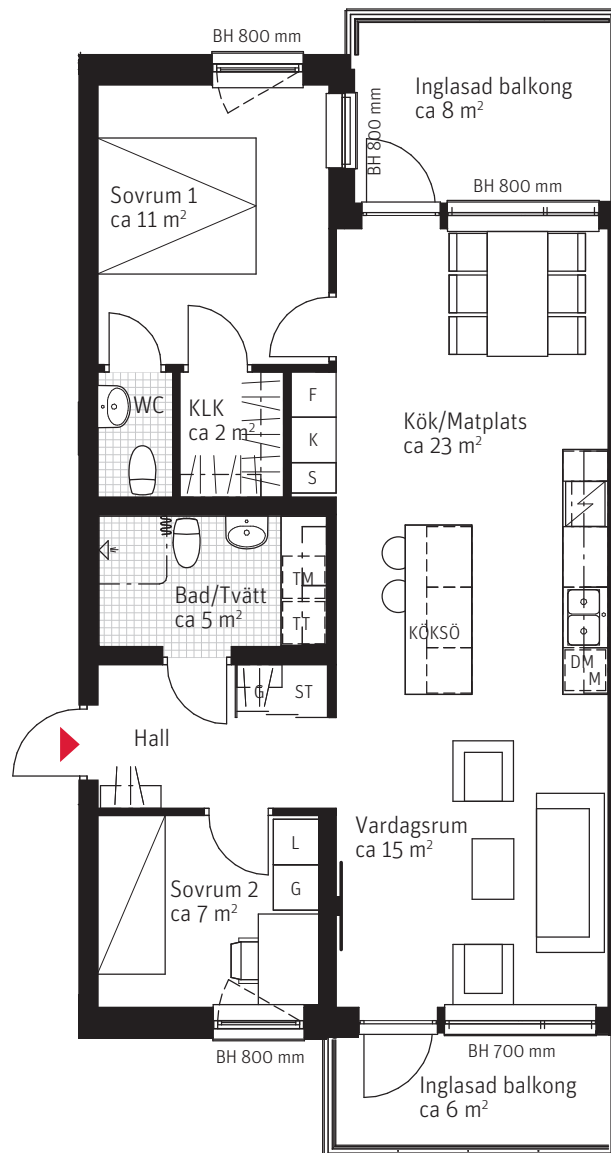 BH 800 mm
Inglasad balkong
ca 8 m²
BH 800 mm
BH 800 mm
Sovrum 1
ca 11 m²
WC
KLK
ca 2 m²
F
K
S
Kök/Matplats
ca 23 m²
Bad/Tvätt
ca 5 m²
TM
TT
KÖKSÖ
DM
M
G
ST
Hall
Vardagsrum
ca 15 m²
L
G
Sovrum 2
ca 7 m²
BH 800 mm
BH 700 mm
Inglasad balkong
ca 6 m²